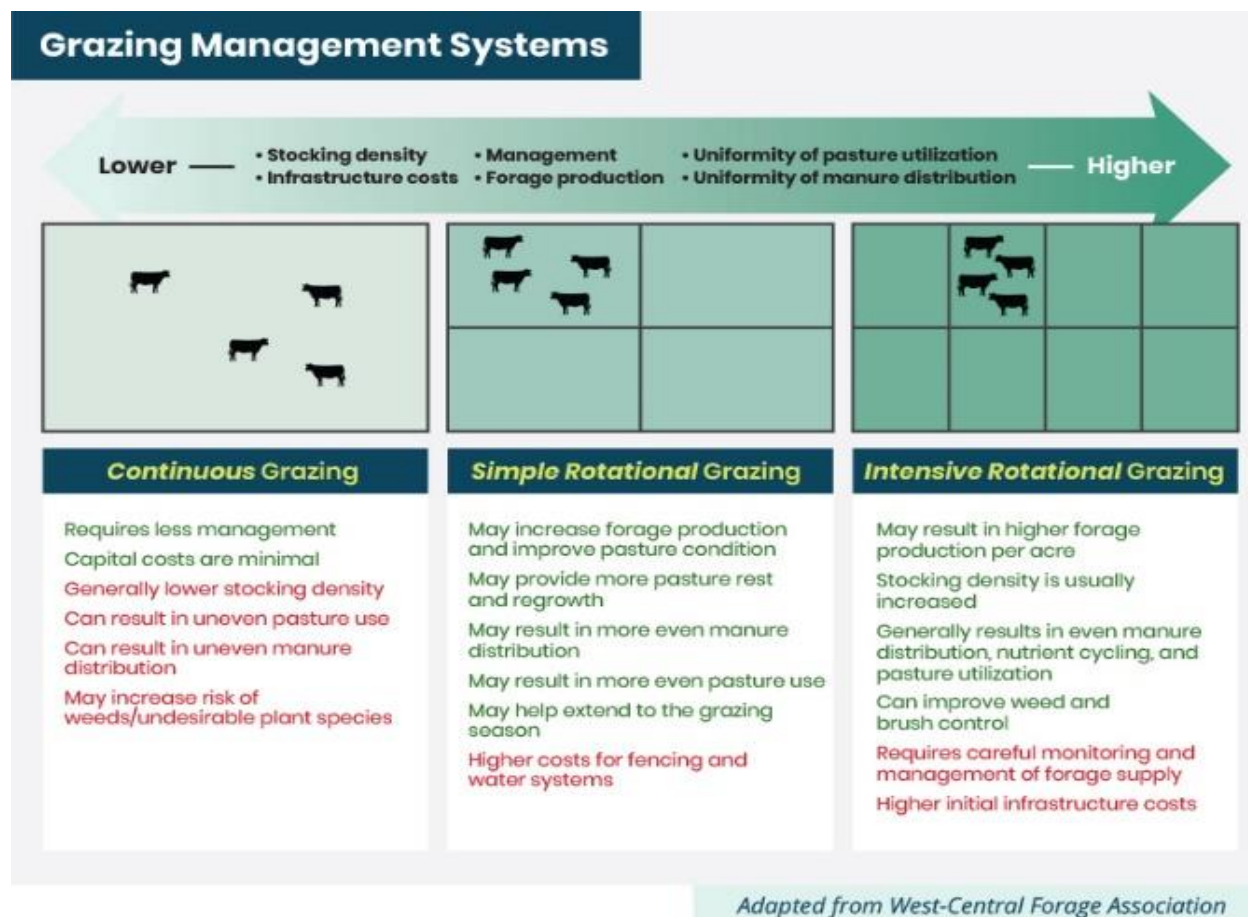 Grazing Management Systems
Lower
• Stocking density
• Infrastructure costs
• Management
• Forage production
• Uniformity of pasture utilization
• Uniformity of manure distribution
Higher
Continuous Grazing
Requires less management
Capital costs are minimal
Generally lower stocking density
Can result in uneven pasture use
Can result in uneven manure
distribution
May increase risk of
weeds/undesirable plant species
Simple Rotational Grazing
May increase forage production
and improve pasture condition
May provide more pasture rest
and regrowth
May result in more even manure
distribution
May result in more even pasture use
May help extend to the grazing
season
Higher costs for fencing and
water systems
Intensive Rotational Grazing
May result in higher forage
production per acre
Stocking density is usually
increased
Generally results in even manure
distribution, nutrient cycling, and
pasture utilization
Can improve weed and
brush control
Requires careful monitoring and
management of forage supply
Higher initial infrastructure costs
Adapted from West-Central Forage Association